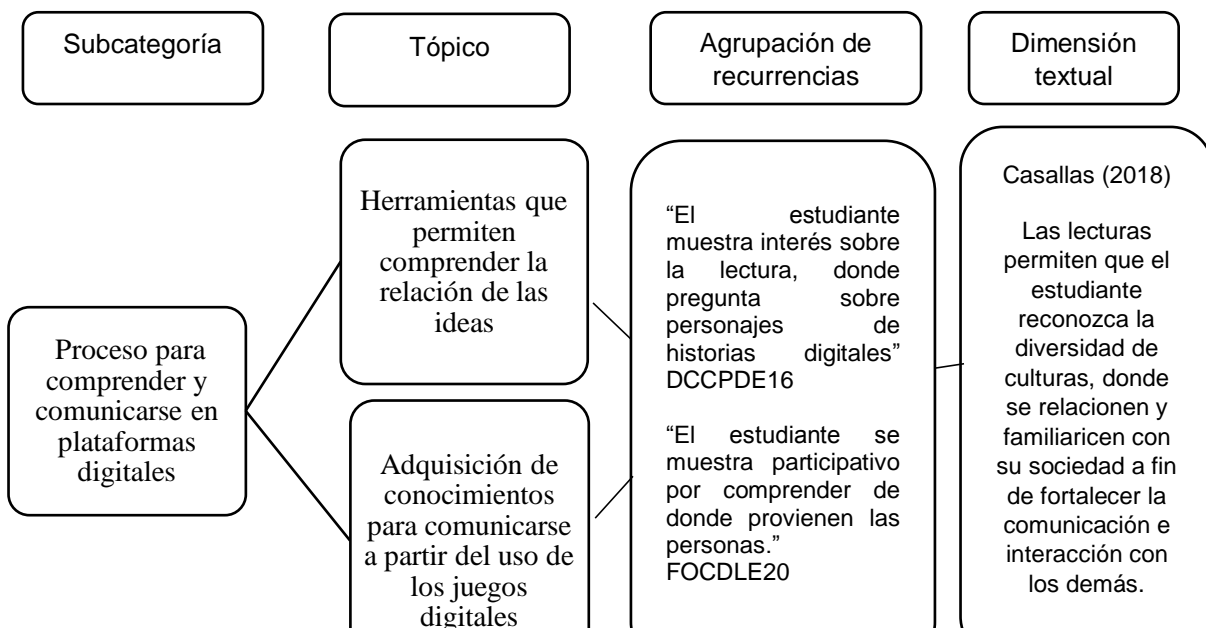 Subcategoría
Tópico
Agrupación de
recurrencias
Dimensión
textual
Proceso para
comprender y
comunicarse en
plataformas
digitales
Herramientas que
permiten
comprender la
relación de las
ideas
Adquisición de
conocimientos
para comunicarse
a partir del uso de
los juegos
digitales
“El estudiante
muestra interés sobre
la lectura, donde
pregunta sobre
personajes de
historias digitales”
DCCPDE16
“El estudiante se
muestra participativo
por comprender de
donde provienen las
personas.”
FOCDLE20
Casallas (2018)
Las lecturas
permiten que el
estudiante
reconozca la
diversidad de
culturas, donde
se relacionen y
familiaricen con
su sociedad a fin
de fortalecer la
comunicación e
interacción con
los demás.